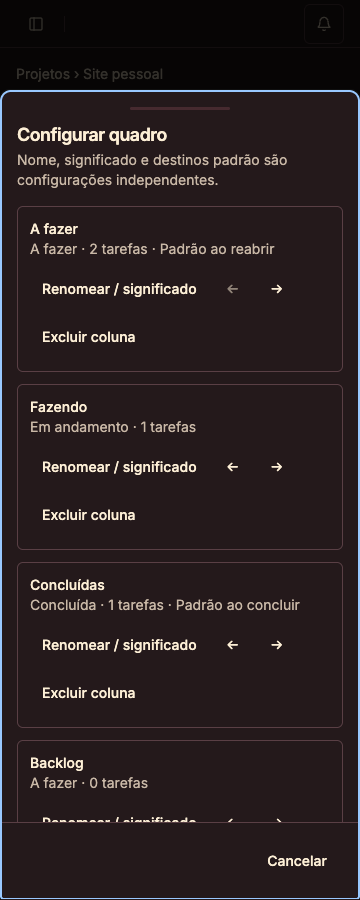 Projetos › Site pessoal
Configurar quadro
Nome, significado e destinos padrão são
configurações independentes.
A fazer
A fazer · 2 tarefas · Padrão ao reabrir
Renomear / significado ← →
Excluir coluna
Fazendo
Em andamento · 1 tarefas
Renomear / significado ← →
Excluir coluna
Concluídas
Concluída · 1 tarefas · Padrão ao concluir
Renomear / significado ← →
Excluir coluna
Backlog
A fazer · 0 tarefas
Renomear / significado
Cancelar